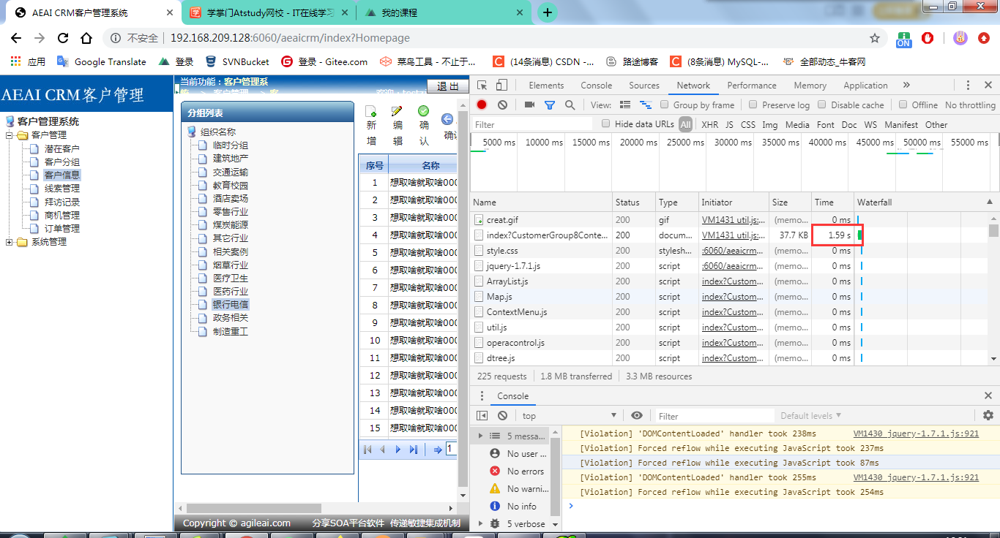 AEAI CRM客户管理系统
学掌门Atstudy网校 - IT在线学习
我的课程
不安全 192.168.209.128:6060/aeaicrm/index?Homepage
ON
应用 Google Translate 登录 SVNBucket 登录 - Gitee.com 菜鸟工具 - 不止于... (14条消息) CSDN -... 路途博客 (8条消息) MySQL-... 全部动态_牛客网
AEAI CRM客户管理
客户管理系统
客户管理
潜在客户
客户分组
客户信息
线索管理
拜访记录
商机管理
订单管理
系统管理
当前功能：客户管理系
退 出
分组列表
组织名称
临时分组
建筑地产
交通运输
教育校园
酒店卖场
零售行业
煤炭能源
其它行业
相关案例
烟草行业
医疗卫生
医药行业
银行电信
政务相关
制造重工
新增 编辑 确认
序号 名称
1 想取啥就取啥000
2 想取啥就取啥000
3 想取啥就取啥000
4 想取啥就取啥000
5 想取啥就取啥000
6 想取啥就取啥000
7 想取啥就取啥000
8 想取啥就取啥000
9 想取啥就取啥000
10 想取啥就取啥000
11 想取啥就取啥000
12 想取啥就取啥000
13 想取啥就取啥000
14 想取啥就取啥000
15 想取啥就取啥000
1
Copyright © agileai.com 分享SOA平台软件 传递敏捷集成机制
Elements Console Sources Network Performance Memory Application »
View: Group by frame Preserve log Disable cache Offline No throttling
Filter Hide data URLs All XHR JS CSS Img Media Font Doc WS Manifest Other
5000 ms 10000 ms 15000 ms 20000 ms 25000 ms 30000 ms 35000 ms 40000 ms 45000 ms 50000 ms 55000 ms
Name Status Type Initiator Size Time Waterfall
creat.gif 200 gif VM1431 util.js:... (memo... 0 ms
index?CustomerGroup8Conte... 200 docum... VM1431 util.js:... 37.7 KB 1.59 s
style.css 200 stylesh... :6060/aeaicrm... (memo... 0 ms
jquery-1.7.1.js 200 script :6060/aeaicrm... (memo... 0 ms
ArrayList.js 200 script index?Custom... (memo... 0 ms
Map.js 200 script index?Custom... (memo... 0 ms
ContextMenu.js 200 script index?Custom... (memo... 0 ms
util.js 200 script index?Custom... (memo... 0 ms
operacontrol.js 200 script index?Custom... (memo... 0 ms
dtree.js 200 script index?Custom... (memo... 0 ms
225 requests 1.8 MB transferred 3.3 MB resources
Console
top Filter Default levels
5 messa...
No user ...
No errors
No warni...
No info
5 verbose
[Violation] 'DOMContentLoaded' handler took 238ms VM1430 jquery-1.7.1.js:921
[Violation] Forced reflow while executing JavaScript took 237ms
[Violation] Forced reflow while executing JavaScript took 87ms
[Violation] 'DOMContentLoaded' handler took 255ms VM1430 jquery-1.7.1.js:921
[Violation] Forced reflow while executing JavaScript took 254ms